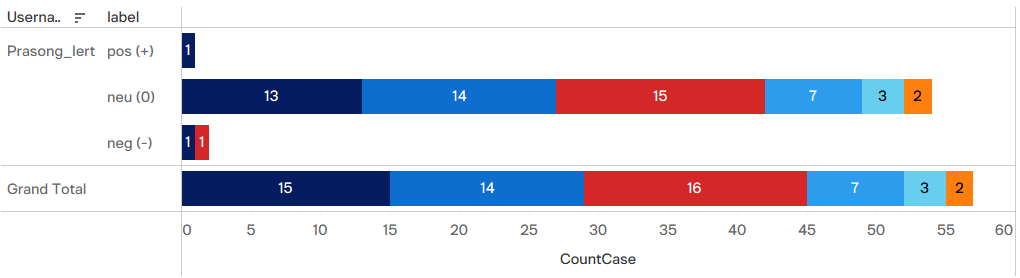 Userna.. label
Prasong_lert pos (+) 1
neu (0) 13 14 15 7 3 2
neg (-) 1 1
Grand Total 15 14 16 7 3 2
0 5 10 15 20 25 30 35 40 45 50 55 60
CountCase